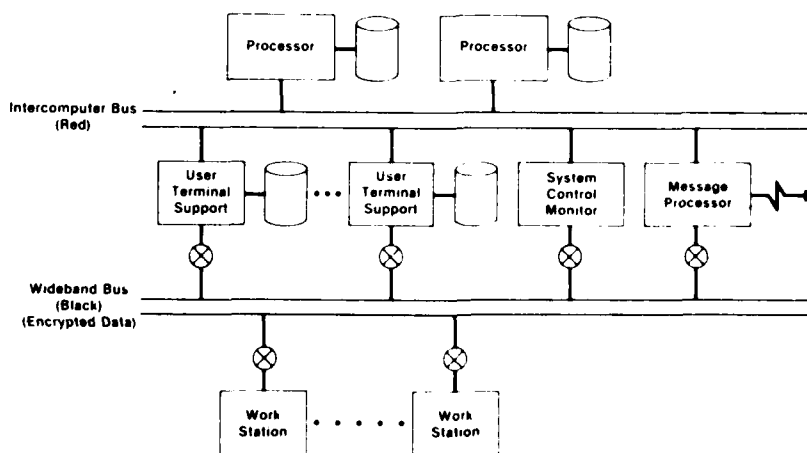 Processor
Processor
Intercomputer Bus
(Red)
User
Terminal
Support
User
Terminal
Support
System
Control
Monitor
Message
Processor
Wideband Bus
(Black)
(Encrypted Data)
Work
Station
Work
Station